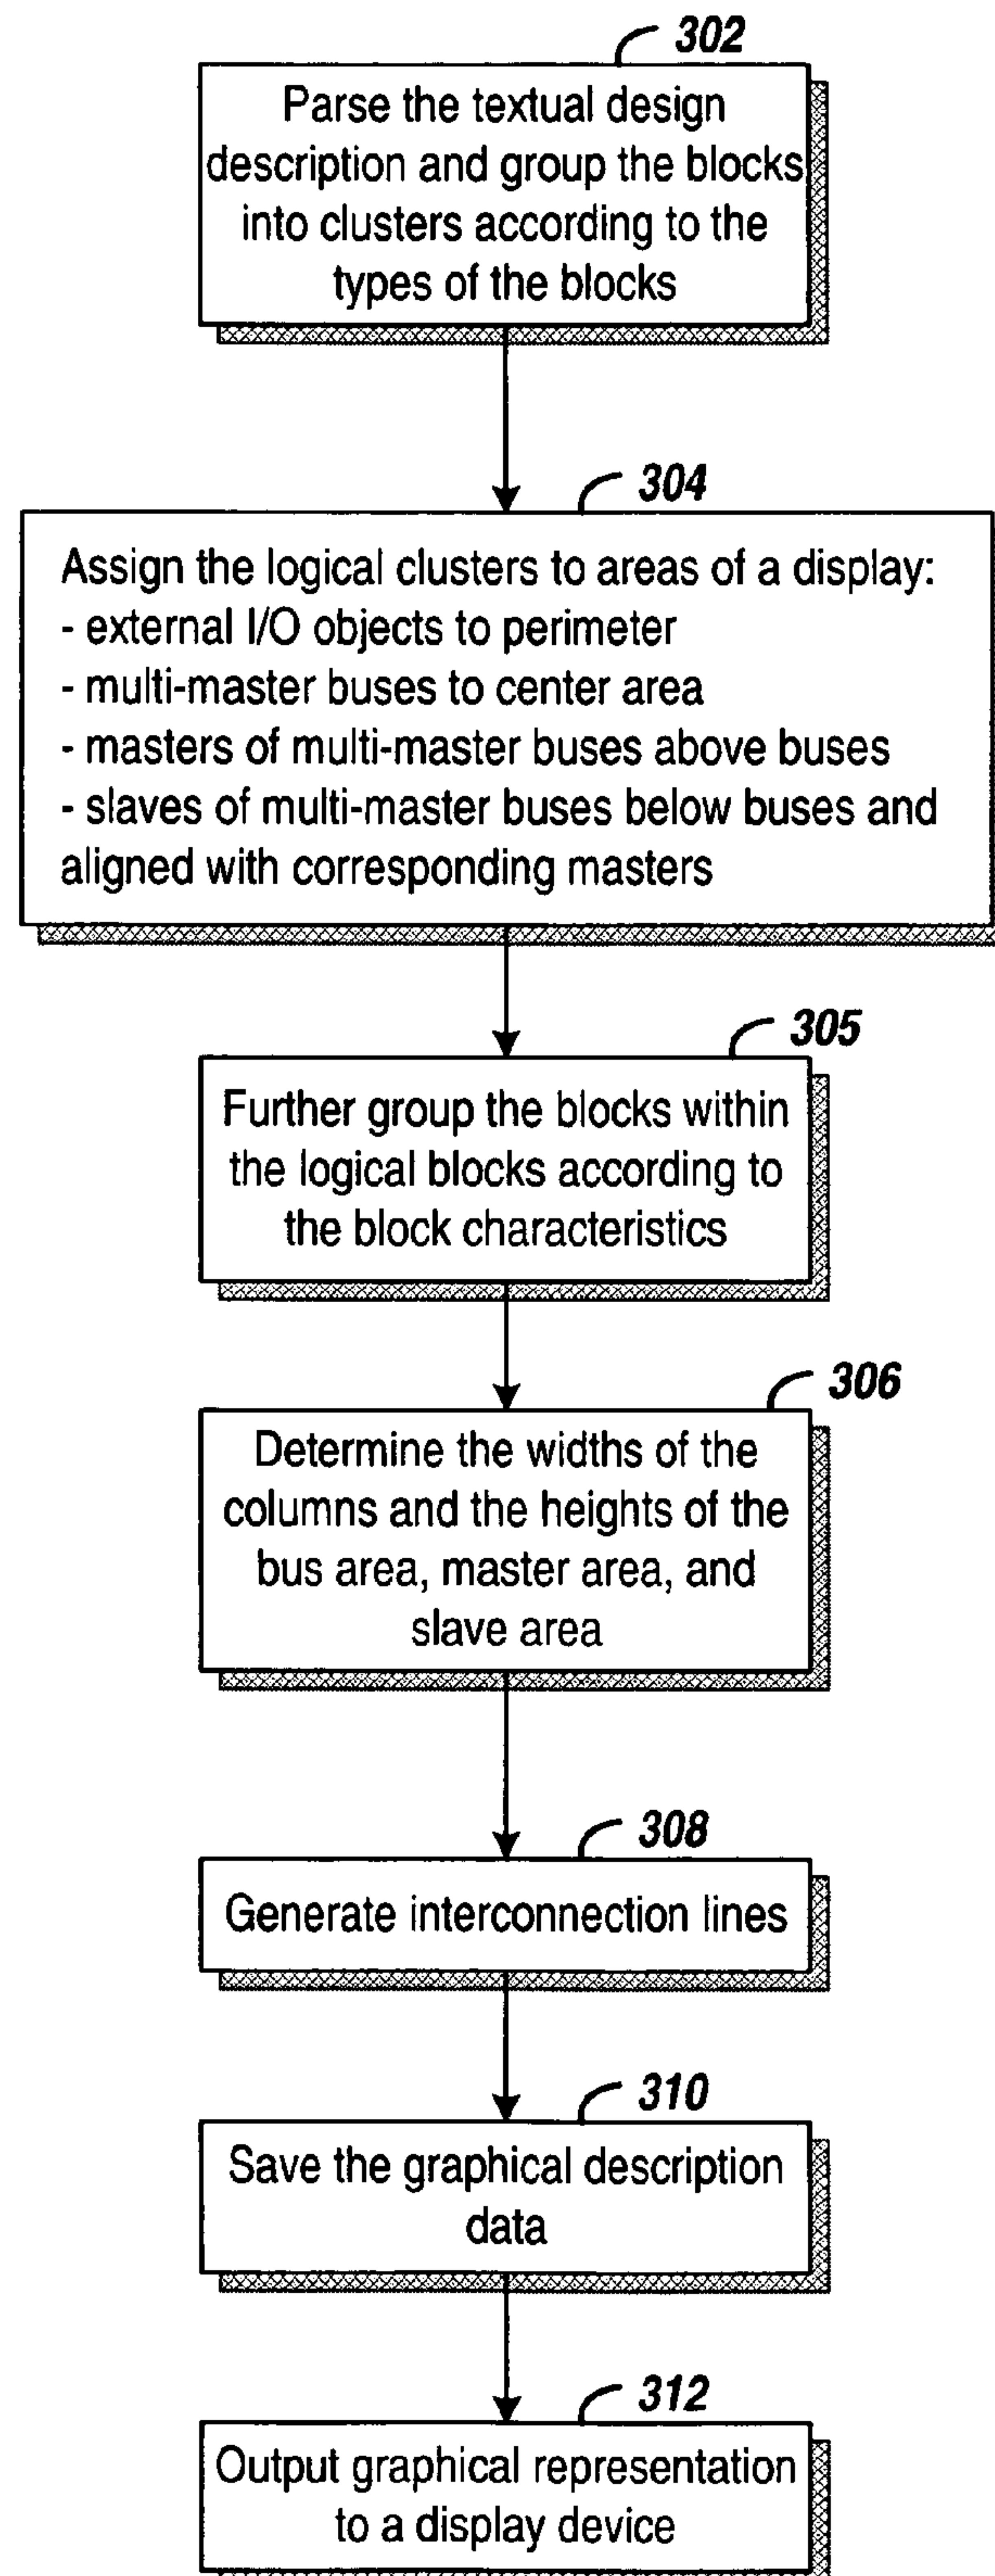 302
Parse the textual design
description and group the blocks
into clusters according to the
types of the blocks
304
Assign the logical clusters to areas of a display:
- external I/O objects to perimeter
- multi-master buses to center area
- masters of multi-master buses above buses
- slaves of multi-master buses below buses and
aligned with corresponding masters
305
Further group the blocks within
the logical blocks according to
the block characteristics
306
Determine the widths of the
columns and the heights of the
bus area, master area, and
slave area
308
Generate interconnection lines
310
Save the graphical description
data
312
Output graphical representation
to a display device